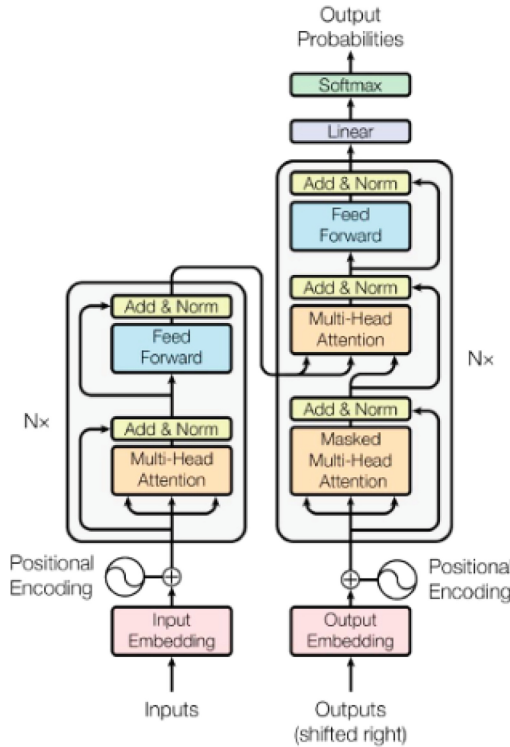 Output
Probabilities
Softmax
Linear
Add & Norm
Feed
Forward
Add & Norm
Multi-Head
Attention
Add & Norm
Masked
Multi-Head
Attention
Nx
Add & Norm
Feed
Forward
Add & Norm
Multi-Head
Attention
Nx
Positional
Encoding
Positional
Encoding
Input
Embedding
Output
Embedding
Inputs
Outputs
(shifted right)